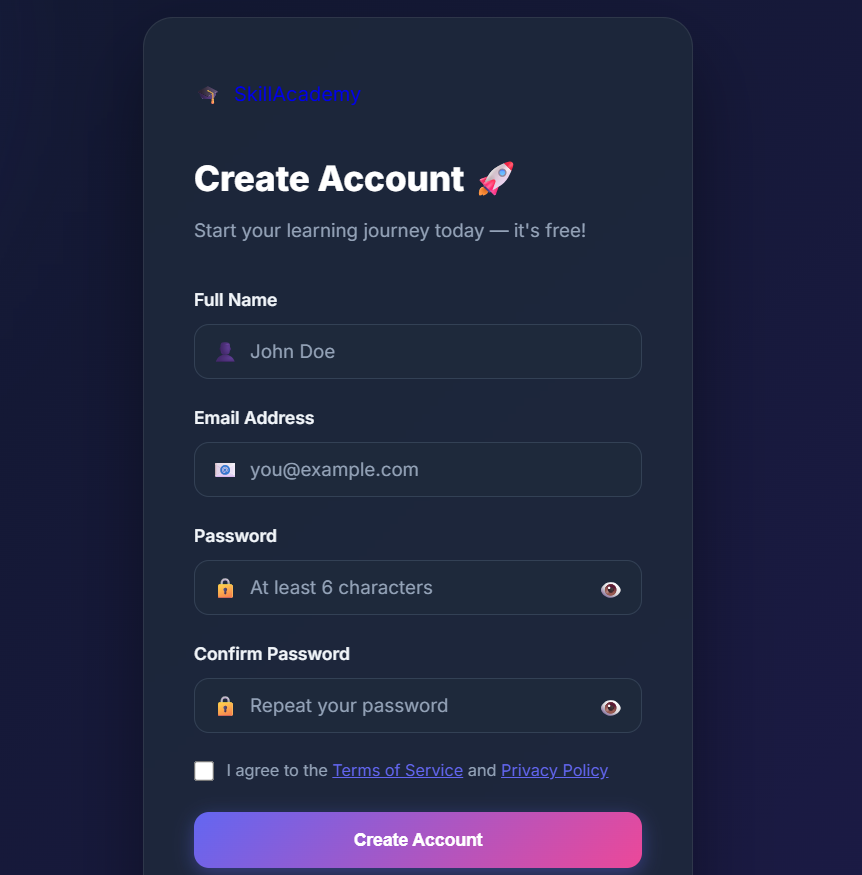 SkillAcademy
Create Account 🚀
Start your learning journey today — it's free!
Full Name
John Doe
Email Address
you@example.com
Password
At least 6 characters
Confirm Password
Repeat your password
I agree to the Terms of Service and Privacy Policy
Create Account